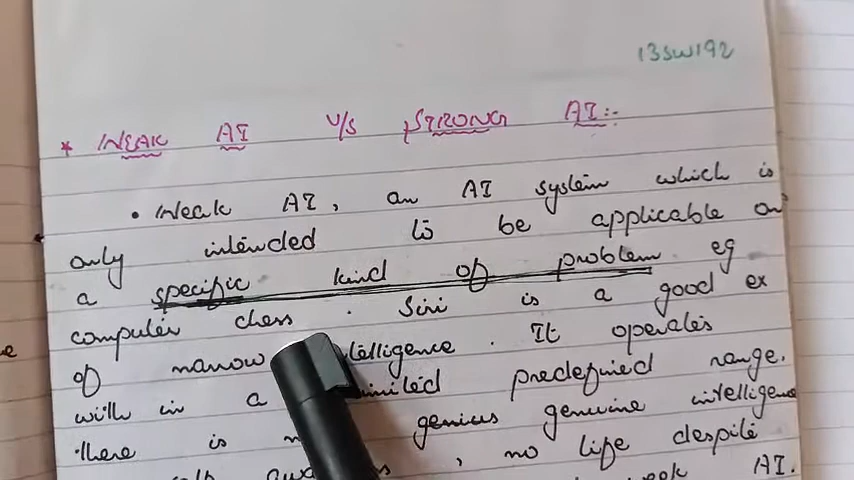 13SW192
* WEAK AI V/S STRONG AI:-
• Weak AI, an AI system which is
only intended to be applicable on
a specific kind of problem eg
computer chess. Siri is a good ex
of narrow intelligence. It operates
with in a limited predefined range.
There is genius genuine intelligence
, no life despite
AI.